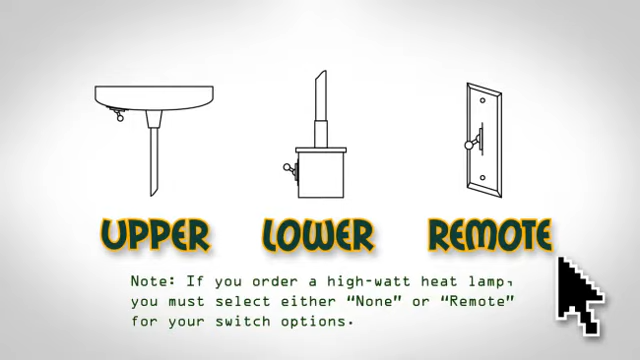 UPPER LOWER REMOTE
Note: If you order a high-watt heat lamp,
you must select either “None” or “Remote”
for your switch options.